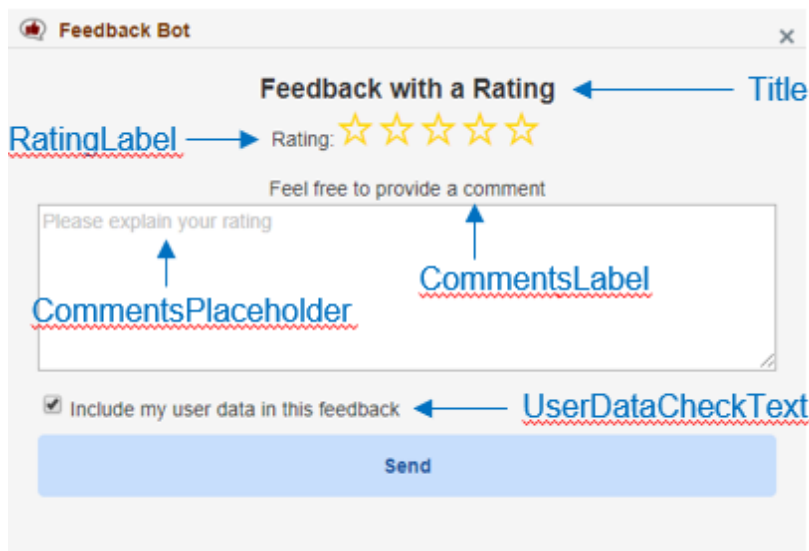 Feedback Bot
Feedback with a Rating Title
RatingLabel Rating:
Feel free to provide a comment
Please explain your rating
CommentsLabel
CommentsPlaceholder
Include my user data in this feedback UserDataCheckText
Send